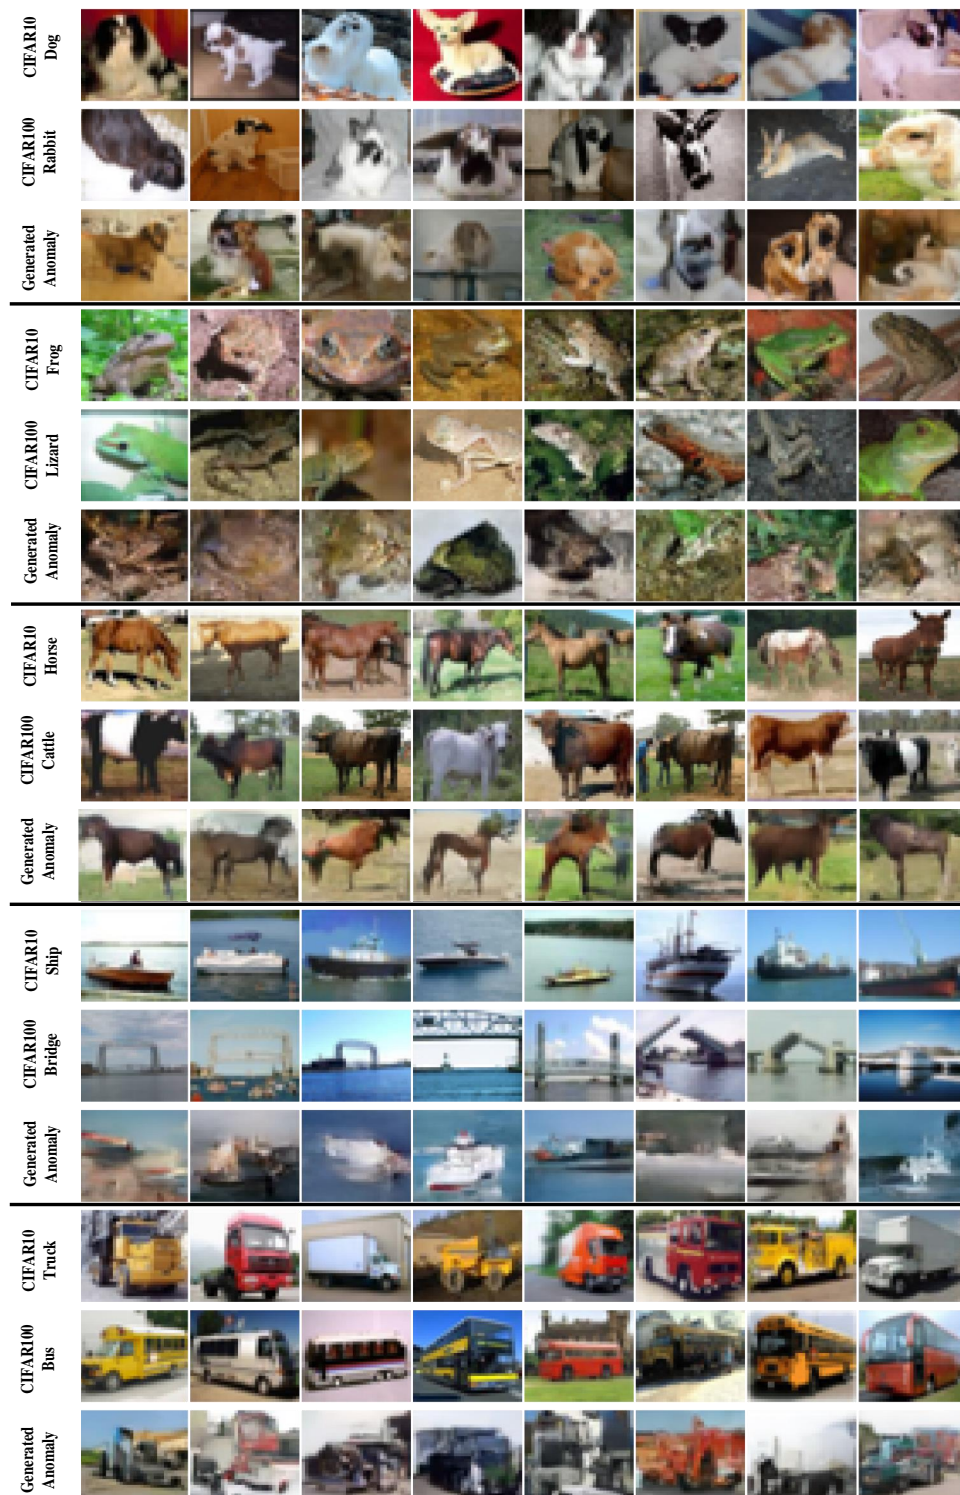 CIFAR10
Dog
CIFAR100
Rabbit
Generated
Anomaly
CIFAR10
Frog
CIFAR100
Lizard
Generated
Anomaly
CIFAR10
Horse
CIFAR100
Cattle
Generated
Anomaly
CIFAR10
Ship
CIFAR100
Bridge
Generated
Anomaly
CIFAR10
Truck
CIFAR100
Bus
Generated
Anomaly